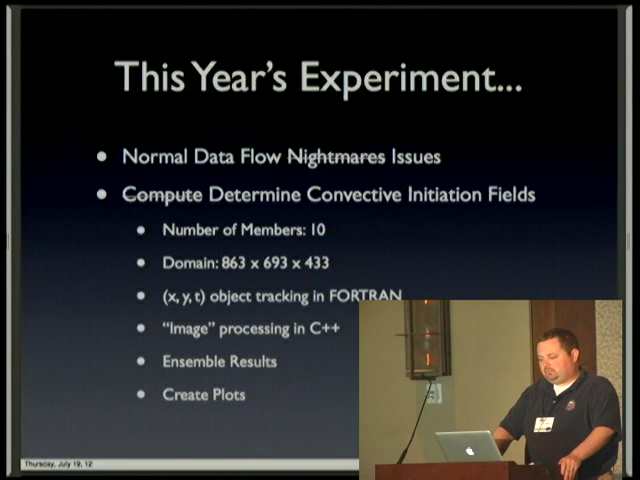 This Year's Experiment...
• Normal Data Flow Nightmares Issues
• Compute Determine Convective Initiation Fields
• Number of Members: 10
• Domain: 863 x 693 x 433
• (x, y, t) object tracking in FORTRAN
• "Image" processing in C++
• Ensemble Results
• Create Plots
Thursday, July 19, 12